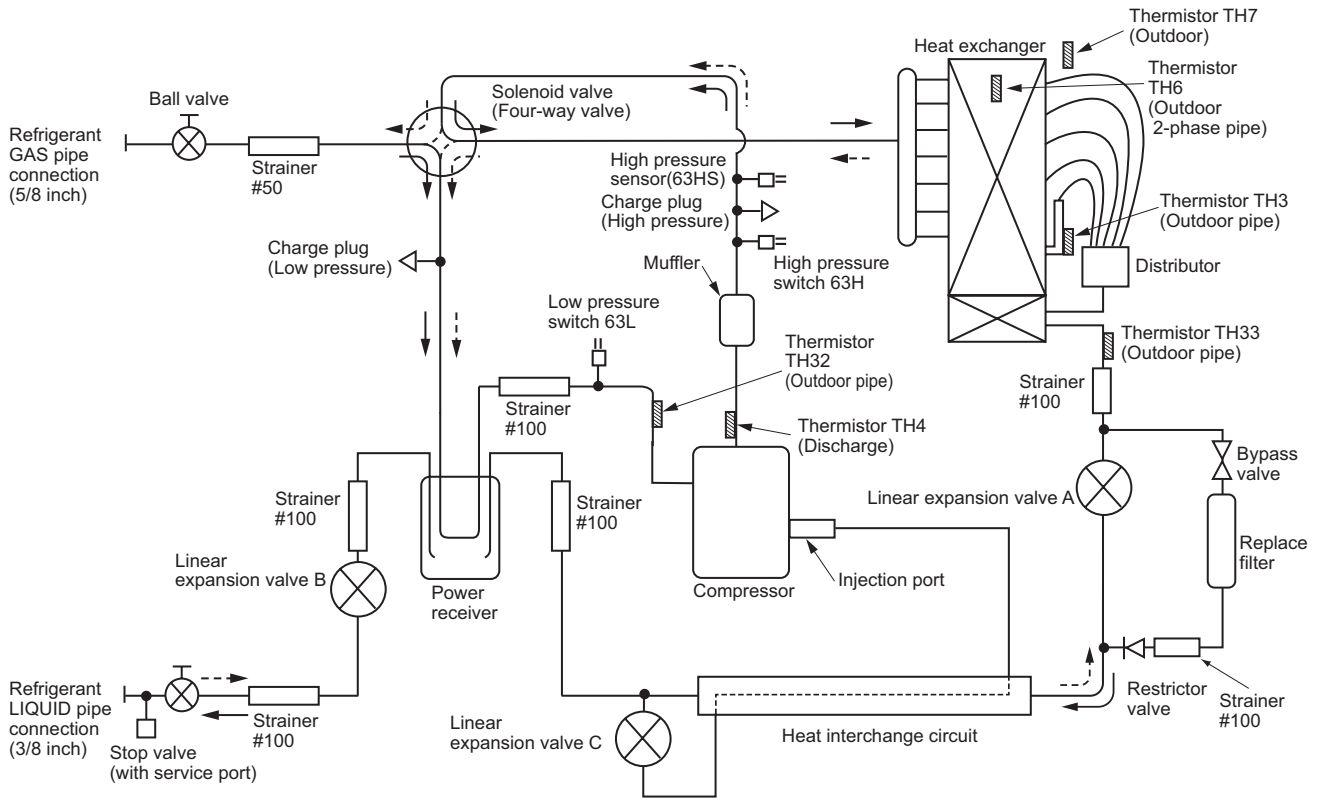 Thermistor TH7
(Outdoor)
Heat exchanger
Thermistor
TH6
(Outdoor
2-phase pipe)
Ball valve
Solenoid valve
(Four-way valve)
Refrigerant
GAS pipe
connection
(5/8 inch)
Strainer
#50
High pressure
sensor(63HS)
Charge plug
(High pressure)
Thermistor TH3
(Outdoor pipe)
Charge plug
(Low pressure)
Muffler
High pressure
switch 63H
Distributor
Low pressure
switch 63L
Thermistor
TH32
(Outdoor pipe)
Thermistor TH33
(Outdoor pipe)
Strainer
#100
Strainer
#100
Thermistor TH4
(Discharge)
Bypass
valve
Strainer
#100
Strainer
#100
Linear expansion valve A
Linear
expansion valve B
Replace
filter
Power
receiver
Compressor
Injection port
Refrigerant
LIQUID pipe
connection
(3/8 inch)
Strainer
#100
Stop valve
(with service port)
Linear
expansion valve C
Heat interchange circuit
Restrictor
valve
Strainer
#100